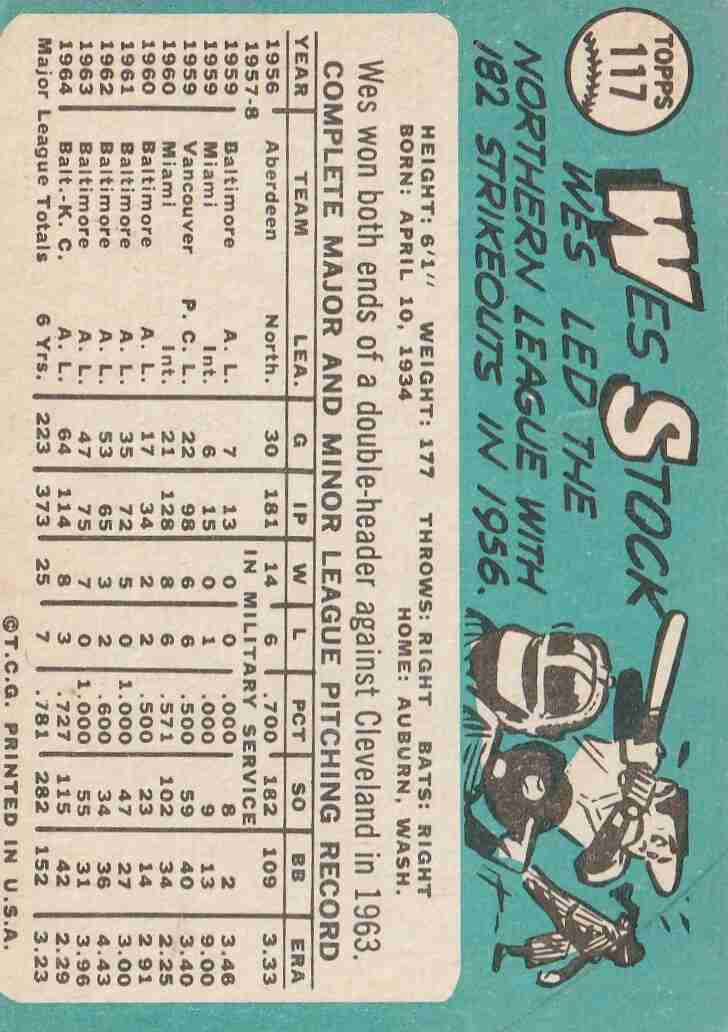 TOPPS
117
WES STOCK
WES LED THE
NORTHERN LEAGUE WITH
182 STRIKEOUTS IN 1956.
HEIGHT: 6'1" WEIGHT: 177 THROWS: RIGHT BATS: RIGHT
BORN: APRIL 10, 1934 HOME: AUBURN, WASH.
Wes won both ends of a double-header against Cleveland in 1963.
COMPLETE MAJOR AND MINOR LEAGUE PITCHING RECORD
YEAR TEAM LEA. G IP W L PCT SO BB ERA
1956 Aberdeen North. 30 181 14 6 .700 182 109 3.33
1957-8 IN MILITARY SERVICE
1959 Baltimore A. L. 7 13 0 0 .000 8 2 3.46
1959 Miami Int. 6 15 0 1 .000 9 13 9.00
1959 Vancouver P. C. L. 22 98 6 6 .500 59 40 3.40
1960 Miami Int. 21 128 8 6 .571 102 34 2.25
1960 Baltimore A. L. 17 34 2 2 .500 23 14 2.91
1961 Baltimore A. L. 35 72 5 0 1.000 47 27 3.00
1962 Baltimore A. L. 53 65 3 2 .600 34 36 4.43
1963 Baltimore A. L. 47 75 7 0 1.000 55 31 3.96
1964 Balt.-K. C. A. L. 64 114 8 3 .727 115 42 2.29
Major League Totals 6 Yrs. 223 373 25 7 .781 282 152 3.23
©T.C.G. PRINTED IN U.S.A.